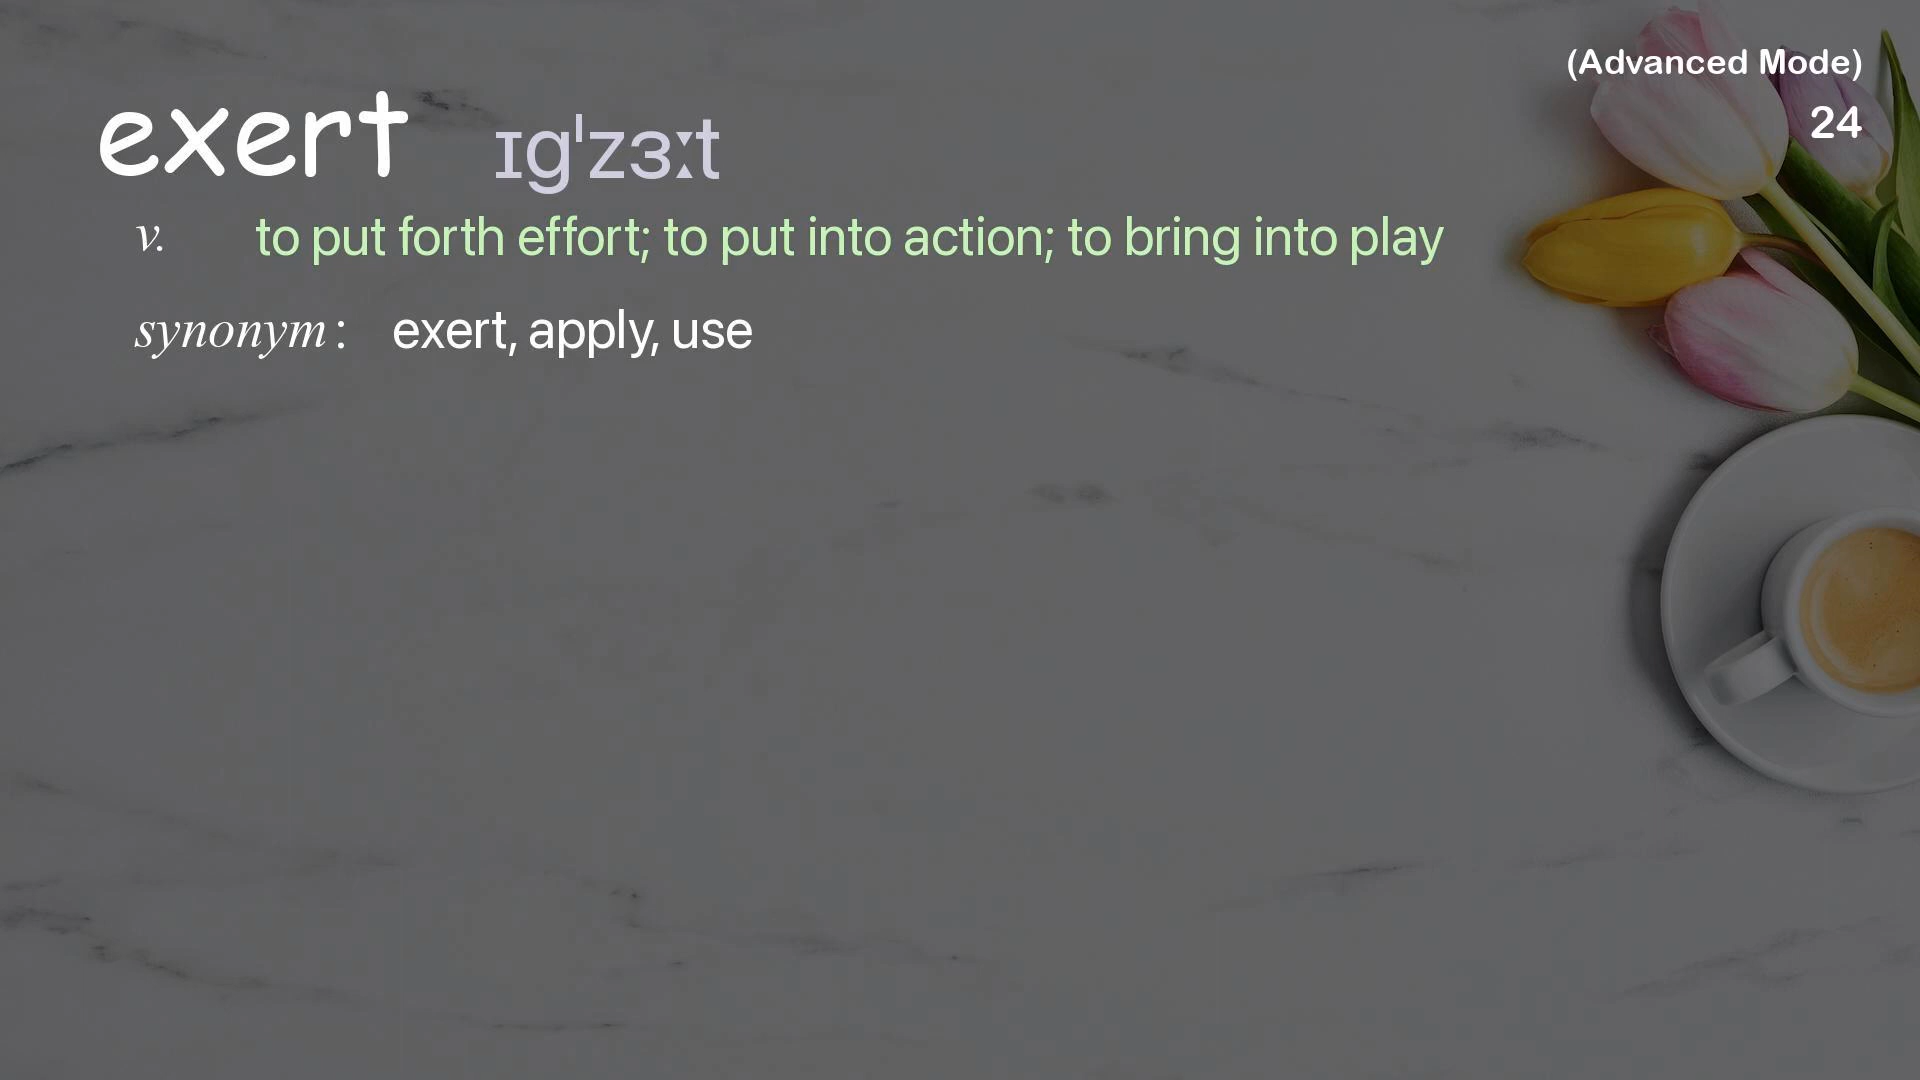 (Advanced Mode)
24
exert ɪgˈzɜːt
v. to put forth effort; to put into action; to bring into play
synonym: exert, apply, use